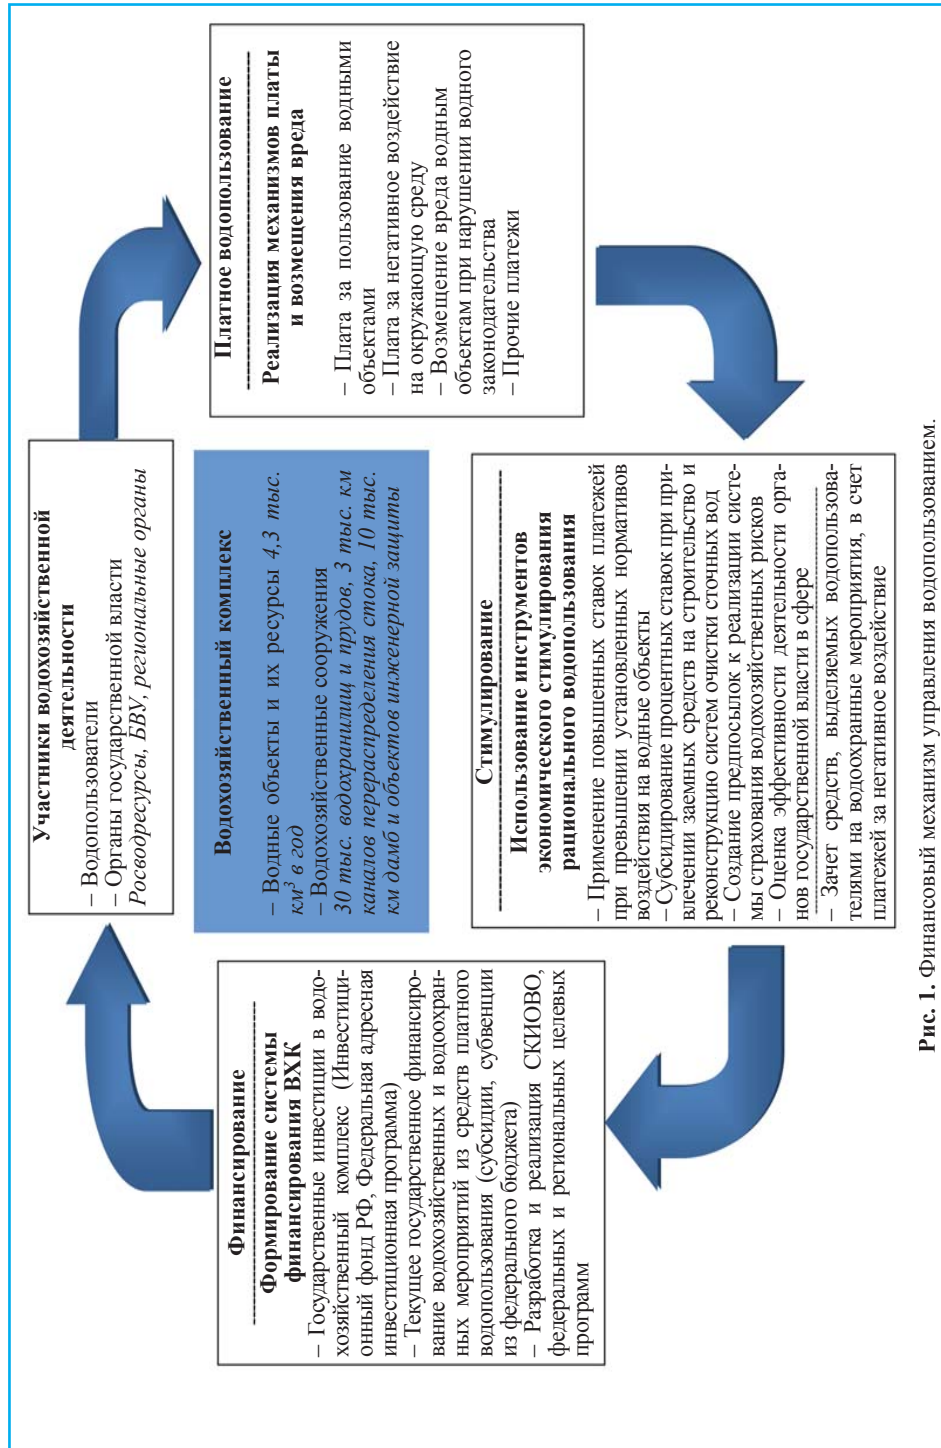 Участники водохозяйственной
деятельности
– Водопользователи
– Органы государственной власти
Росводоресурсы, БВУ, региональные органы
Платное водопользование
Реализация механизмов платы
и возмещения вреда
– Плата за пользование водными
объектами
– Плата за негативное воздействие
на окружающую среду
– Возмещение вреда водным
объектам при нарушении водного
законодательства
– Прочие платежи
Водохозяйственный комплекс
– Водные объекты и их ресурсы 4,3 тыс.
км³ в год
– Водохозяйственные сооружения
30 тыс. водохранилищ и прудов, 3 тыс. км
каналов перераспределения стока, 10 тыс.
км дамб и объектов инженерной защиты
Стимулирование
Использование инструментов
экономического стимулирования
рационального водопользования
– Применение повышенных ставок платежей
при превышении установленных нормативов
воздействия на водные объекты
– Субсидирование процентных ставок при при-
влечении заемных средств на строительство и
реконструкцию систем очистки сточных вод
– Создание предпосылок к реализации систе-
мы страхования водохозяйственных рисков
– Оценка эффективности деятельности орга-
нов государственной власти в сфере
– Зачет средств, выделяемых водопользова-
телями на водоохранные мероприятия, в счет
платежей за негативное воздействие
Финансирование
Формирование системы
финансирования ВХК
– Государственные инвестиции в водо-
хозяйственный комплекс (Инвестици-
онный фонд РФ, Федеральная адресная
инвестиционная программа)
– Текущее государственное финансиро-
вание водохозяйственных и водоохран-
ных мероприятий из средств платного
водопользования (субсидии, субвенции
из федерального бюджета)
– Разработка и реализация СКИОВО,
федеральных и региональных целевых
программ
Рис. 1. Финансовый механизм управления водопользованием.